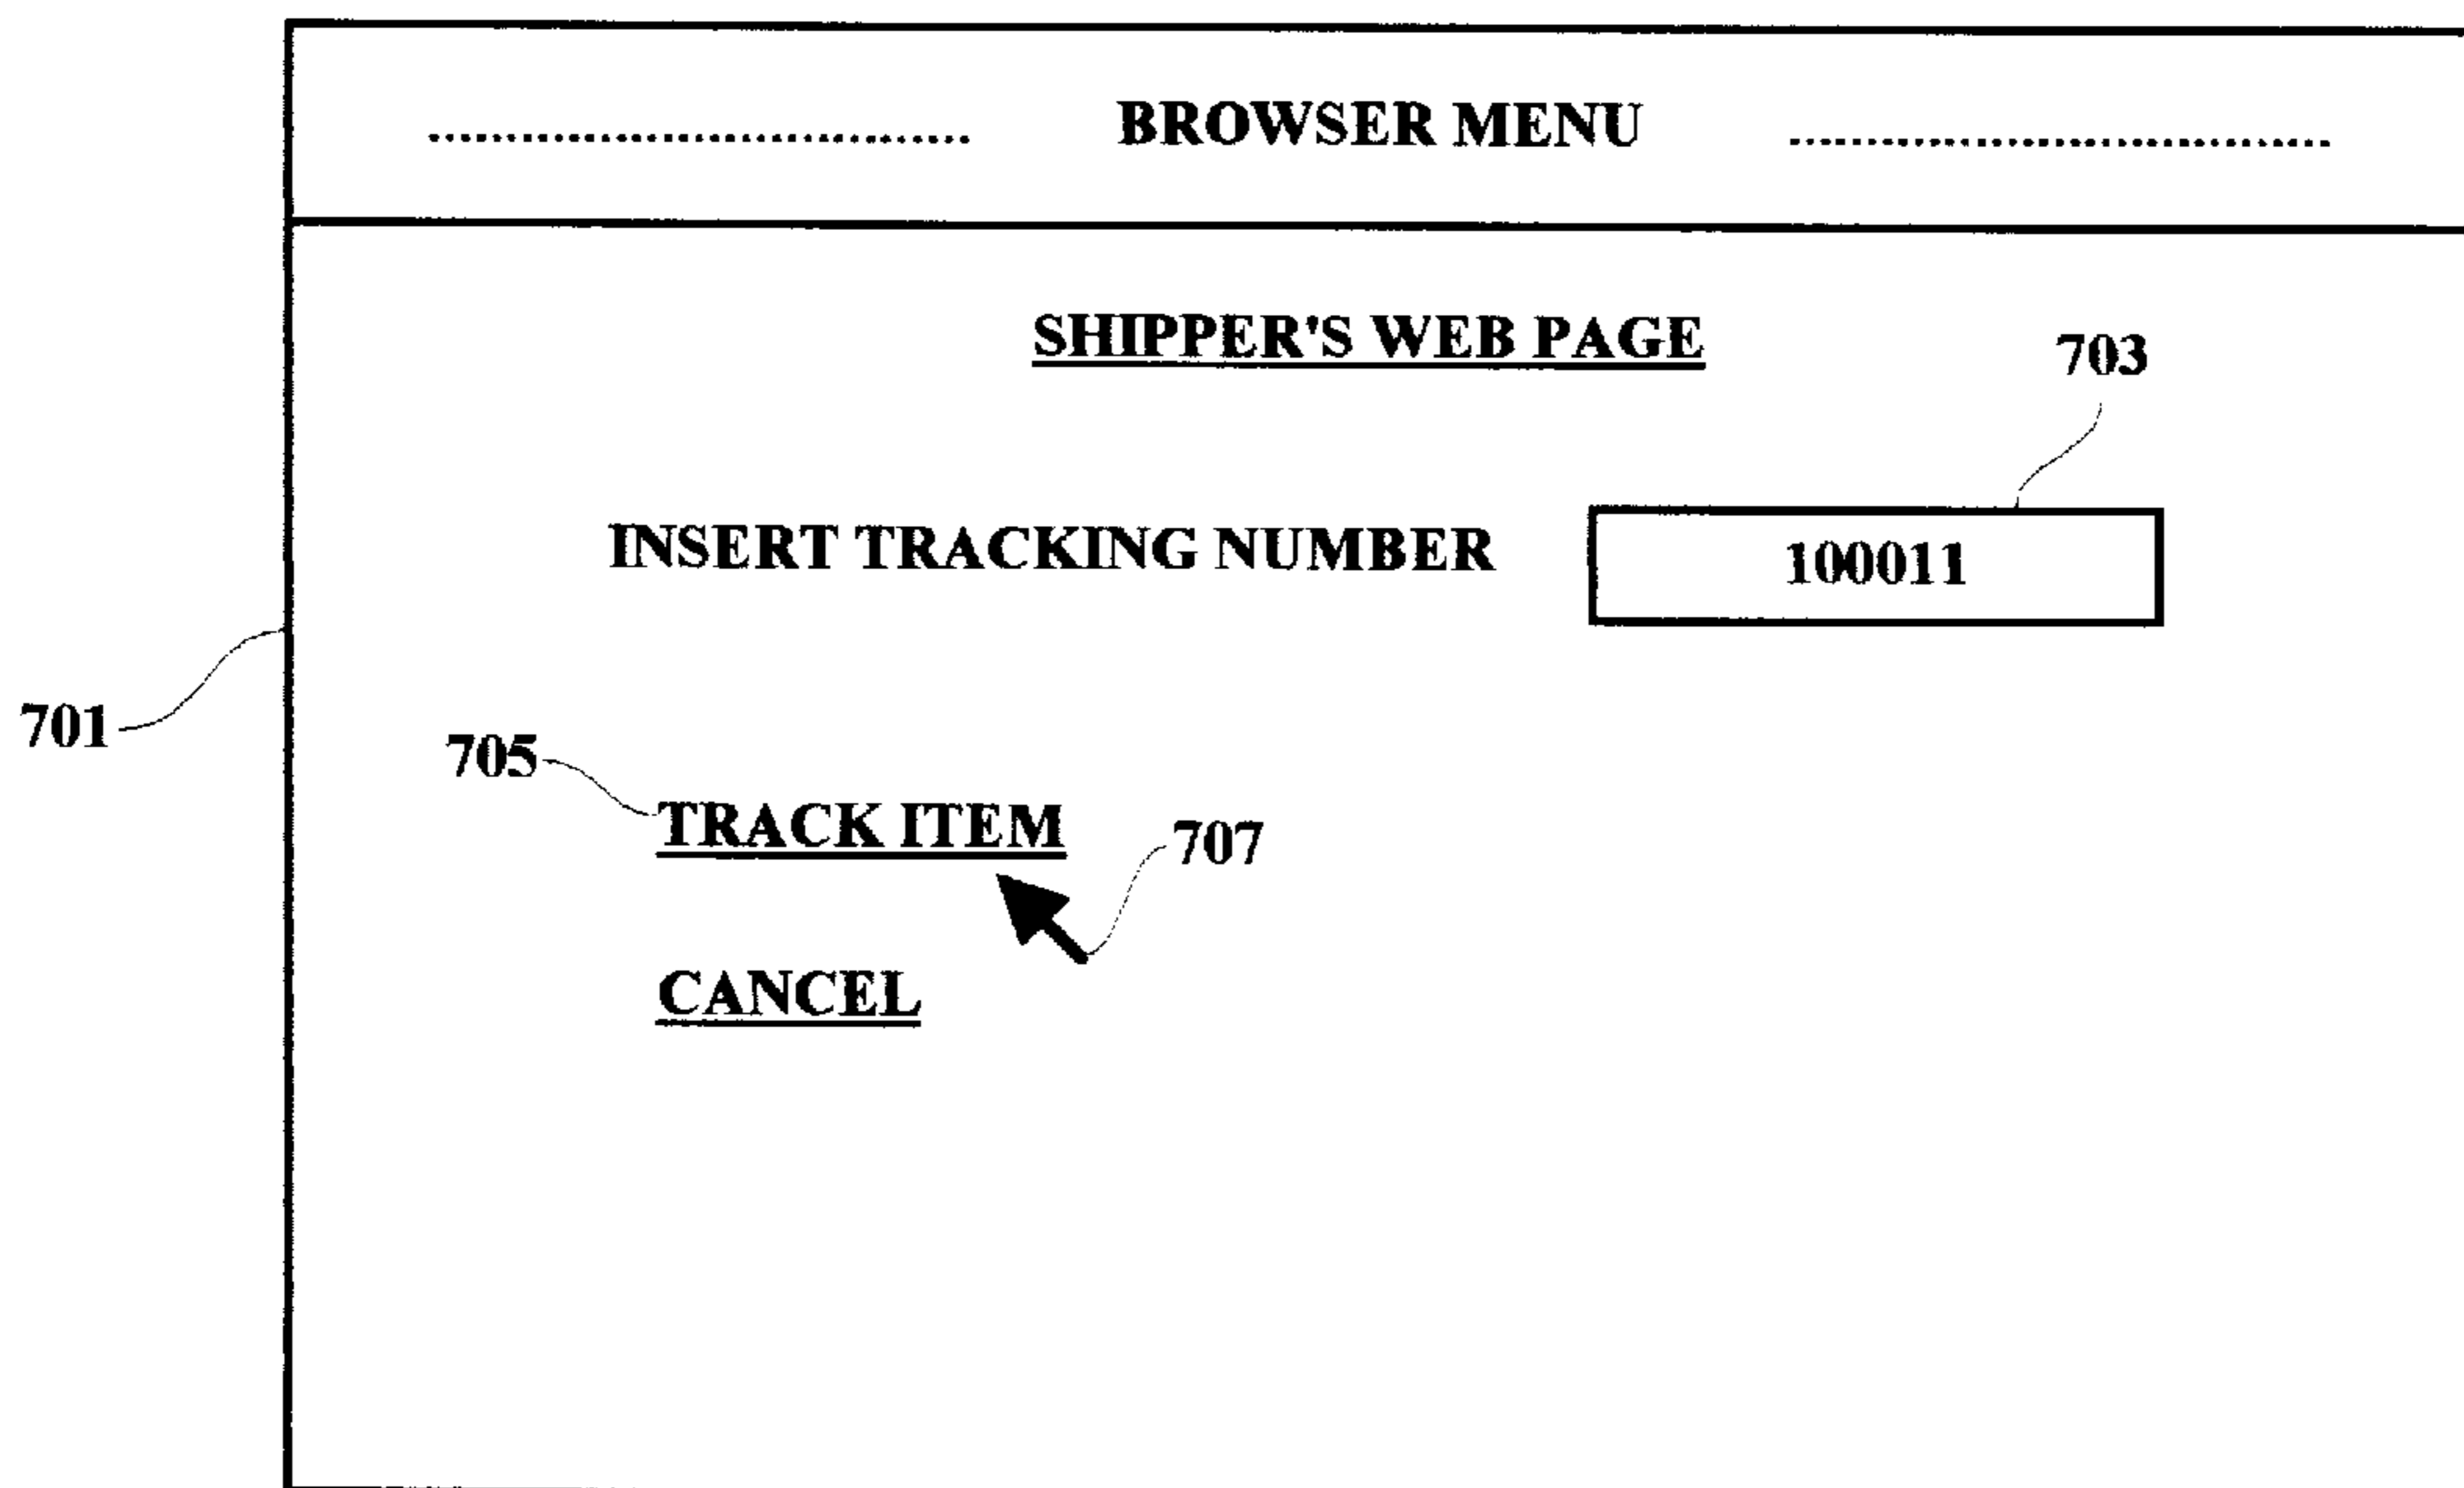 BROWSER MENU
SHIPPER'S WEB PAGE
703
INSERT TRACKING NUMBER 100011
701
705
TRACK ITEM
707
CANCEL